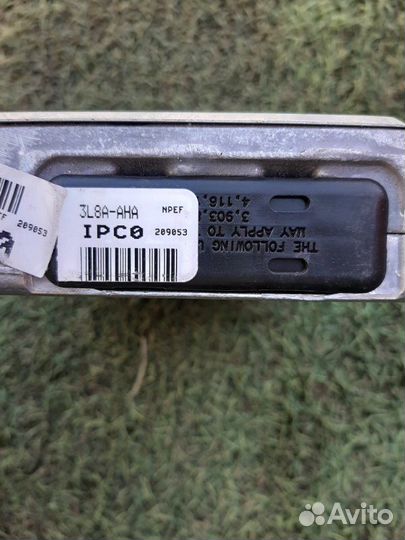 3L8A-AHA NPEF
IPC0 209053
209053
THE FOLLOWING
MAY APPLY TO
3,903,
4,116,
Avito